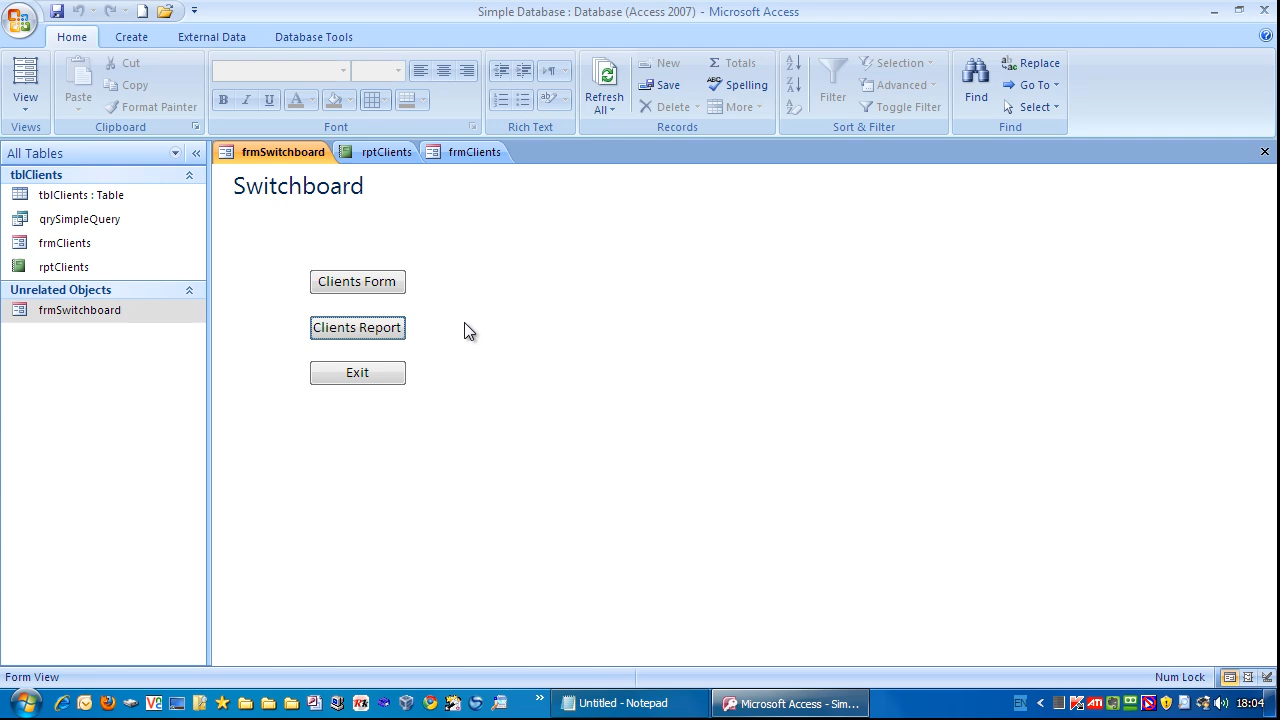 Simple Database : Database (Access 2007) - Microsoft Access
Home Create External Data Database Tools
View
Views
Paste
Cut
Copy
Format Painter
Clipboard
B I U A
Font
Rich Text
Refresh
All
New
Save
Delete
Σ Totals
Spelling
More
Records
Filter
Selection
Advanced
Toggle Filter
Sort & Filter
Find
Replace
Go To
Select
Find
All Tables
tblClients
tblClients : Table
qrySimpleQuery
frmClients
rptClients
Unrelated Objects
frmSwitchboard
frmSwitchboard rptClients frmClients
Switchboard
Clients Form
Clients Report
Exit
Form View Num Lock
Untitled - Notepad Microsoft Access - Sim... EN 18:04